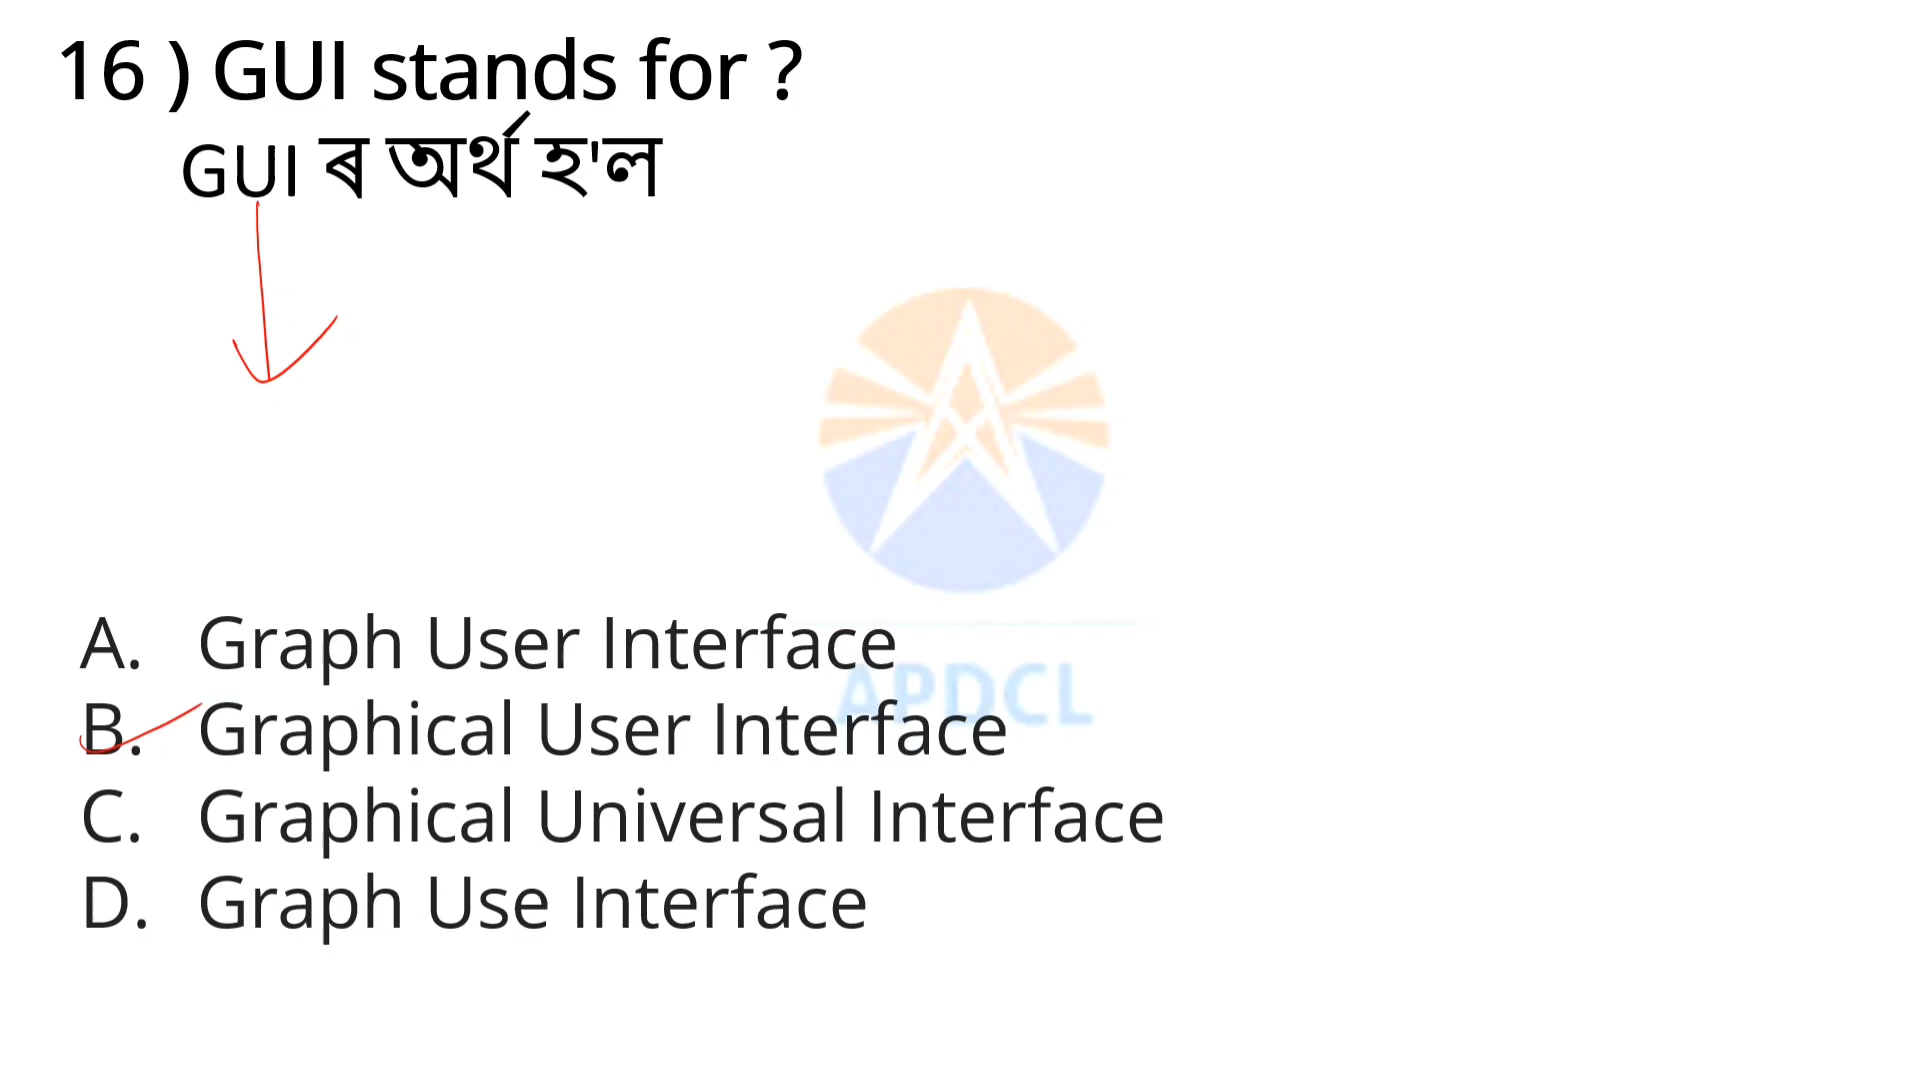 16 ) GUI stands for ?
GUI ৰ অৰ্থ হ'ল
A. Graph User Interface
APDCL
B. Graphical User Interface
C. Graphical Universal Interface
D. Graph Use Interface